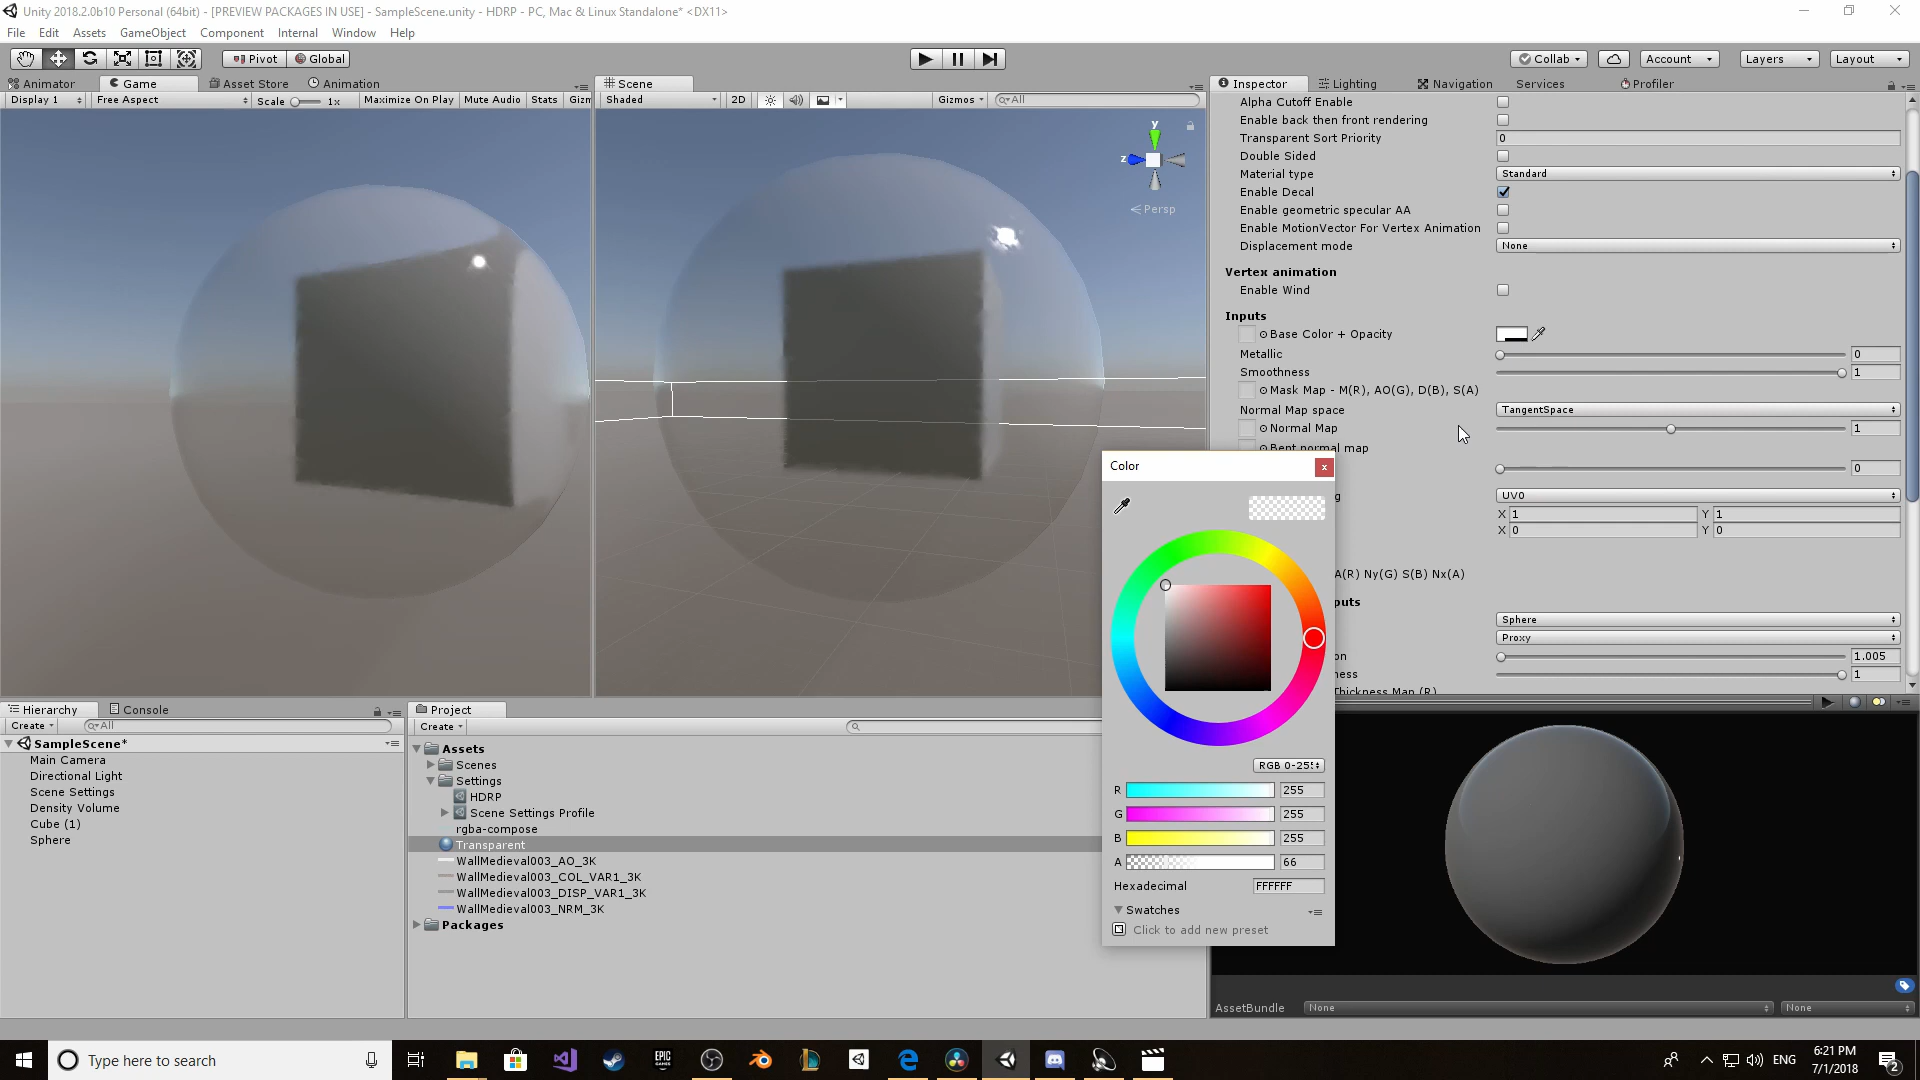 Unity 2018.2.0b10 Personal (64bit) - [PREVIEW PACKAGES IN USE] - SampleScene.unity - HDRP - PC, Mac & Linux Standalone* <DX11>
File Edit Assets GameObject Component Internal Window Help
Pivot Global Collab Account Layers Layout
Animator Game Asset Store Animation
Display 1 Free Aspect Scale 1x Maximize On Play Mute Audio Stats Gizm
Scene
Shaded 2D Gizmos All
y
z
Persp
Inspector Lighting Navigation Services Profiler
Alpha Cutoff Enable
Enable back then front rendering
Transparent Sort Priority 0
Double Sided
Material type Standard
Enable Decal
Enable geometric specular AA
Enable MotionVector For Vertex Animation
Displacement mode None
Vertex animation
Enable Wind
Inputs
Base Color + Opacity
Metallic 0
Smoothness 1
Mask Map - M(R), AO(G), D(B), S(A)
Normal Map space TangentSpace
Normal Map 1
Bent normal map
0
g UV0
X 1 Y 1
X 0 Y 0
A(R) Ny(G) S(B) Nx(A)
puts
Sphere
Proxy
on 1.005
ness 1
Thickness Map (R)
Color
RGB 0-255
R 255
G 255
B 255
A 66
Hexadecimal FFFFFF
Swatches
Click to add new preset
Hierarchy Console
Create All
SampleScene*
Main Camera
Directional Light
Scene Settings
Density Volume
Cube (1)
Sphere
Project
Create
Assets
Scenes
Settings
HDRP
Scene Settings Profile
rgba-compose
Transparent
WallMedieval003_AO_3K
WallMedieval003_COL_VAR1_3K
WallMedieval003_DISP_VAR1_3K
WallMedieval003_NRM_3K
Packages
AssetBundle None None
Type here to search
EPIC GAMES
ENG
6:21 PM
7/1/2018
2